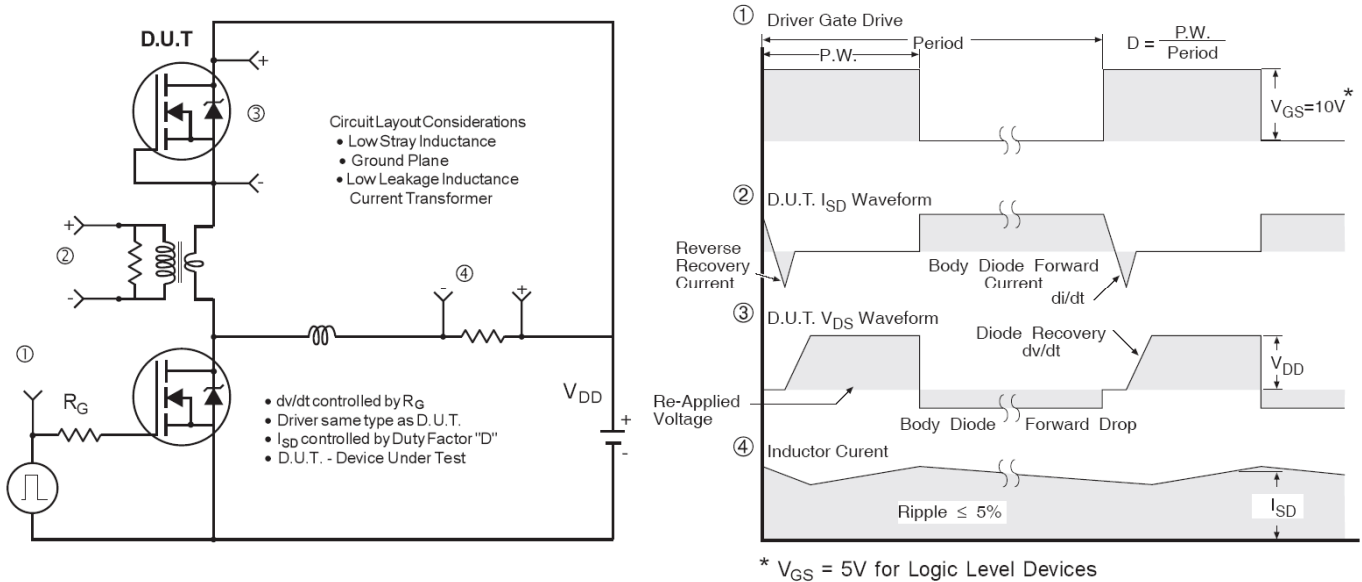 D.U.T
+
③
-
Circuit Layout Considerations
• Low Stray Inductance
• Ground Plane
• Low Leakage Inductance
Current Transformer
+
②
-
④
-
+
①
R_G
• dv/dt controlled by R_G
• Driver same type as D.U.T.
• I_SD controlled by Duty Factor "D"
• D.U.T. - Device Under Test
V_DD
+
-
① Driver Gate Drive
Period
P.W.
D = P.W. / Period
V_GS=10V*
② D.U.T. I_SD Waveform
Reverse
Recovery
Current
Body Diode Forward
Current
di/dt
③ D.U.T. V_DS Waveform
Diode Recovery
dv/dt
V_DD
Re-Applied
Voltage
Body Diode Forward Drop
④ Inductor Curent
Ripple ≤ 5%
I_SD
* V_GS = 5V for Logic Level Devices